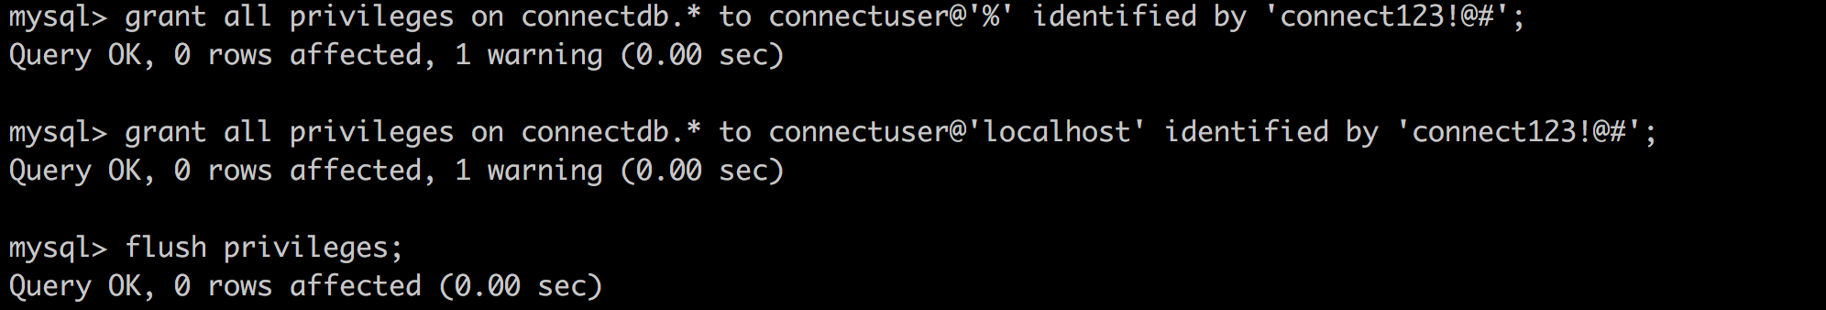 mysql> grant all privileges on connectdb.* to connectuser@'%' identified by 'connect123!@#';
Query OK, 0 rows affected, 1 warning (0.00 sec)
mysql> grant all privileges on connectdb.* to connectuser@'localhost' identified by 'connect123!@#';
Query OK, 0 rows affected, 1 warning (0.00 sec)
mysql> flush privileges;
Query OK, 0 rows affected (0.00 sec)